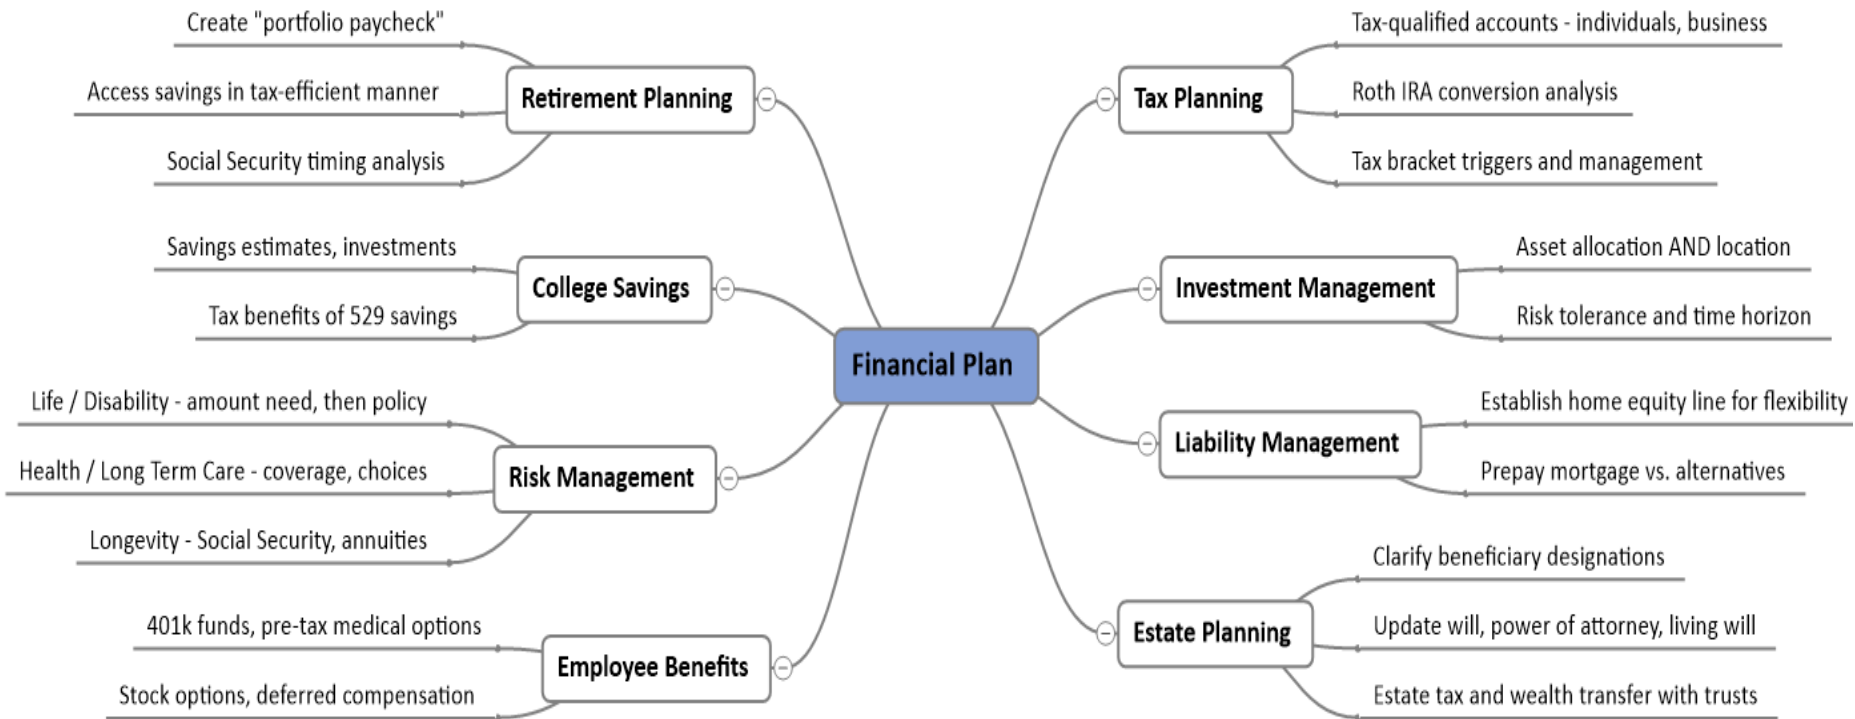 Create "portfolio paycheck"
Access savings in tax-efficient manner
Retirement Planning
Social Security timing analysis
Savings estimates, investments
College Savings
Tax benefits of 529 savings
Life / Disability - amount need, then policy
Health / Long Term Care - coverage, choices
Risk Management
Longevity - Social Security, annuities
401k funds, pre-tax medical options
Employee Benefits
Stock options, deferred compensation
Financial Plan
Tax-qualified accounts - individuals, business
Tax Planning
Roth IRA conversion analysis
Tax bracket triggers and management
Asset allocation AND location
Investment Management
Risk tolerance and time horizon
Establish home equity line for flexibility
Liability Management
Prepay mortgage vs. alternatives
Clarify beneficiary designations
Estate Planning
Update will, power of attorney, living will
Estate tax and wealth transfer with trusts